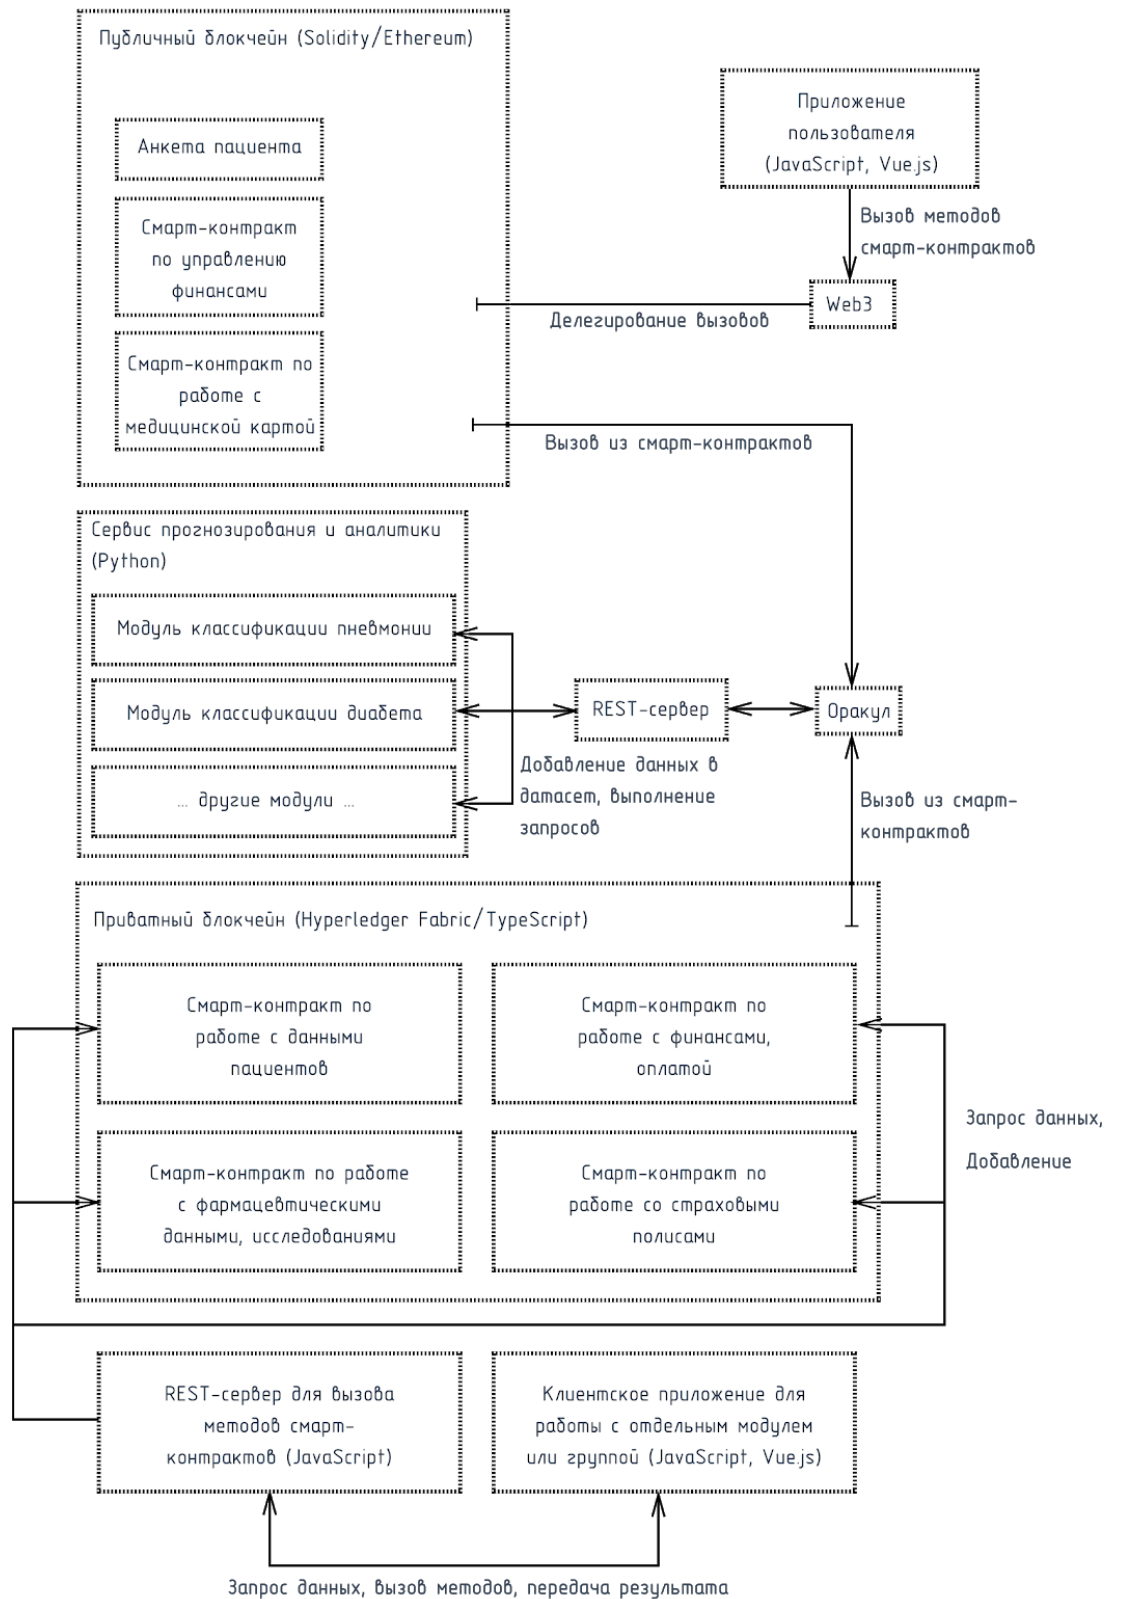 Публичный блокчейн (Solidity/Ethereum)
Анкета пациента
Смарт-контракт
по управлению
финансами
Смарт-контракт по
работе с
медицинской картой
Приложение
пользователя
(JavaScript, Vue.js)
Вызов методов
смарт-контрактов
Web3
Делегирование вызовов
Вызов из смарт-контрактов
Сервис прогнозирования и аналитики
(Python)
Модуль классификации пневмонии
Модуль классификации диабета
... другие модули ...
REST-сервер
Оракул
Добавление данных в
датасет, выполнение
запросов
Вызов из смарт-
контрактов
Приватный блокчейн (Hyperledger Fabric/TypeScript)
Смарт-контракт по
работе с данными
пациентов
Смарт-контракт по
работе с финансами,
оплатой
Смарт-контракт по работе
с фармацевтическими
данными, исследованиями
Смарт-контракт по
работе со страховыми
полисами
Запрос данных,
Добавление
REST-сервер для вызова
методов смарт-
контрактов (JavaScript)
Клиентское приложение для
работы с отдельным модулем
или группой (JavaScript, Vue.js)
Запрос данных, вызов методов, передача результата